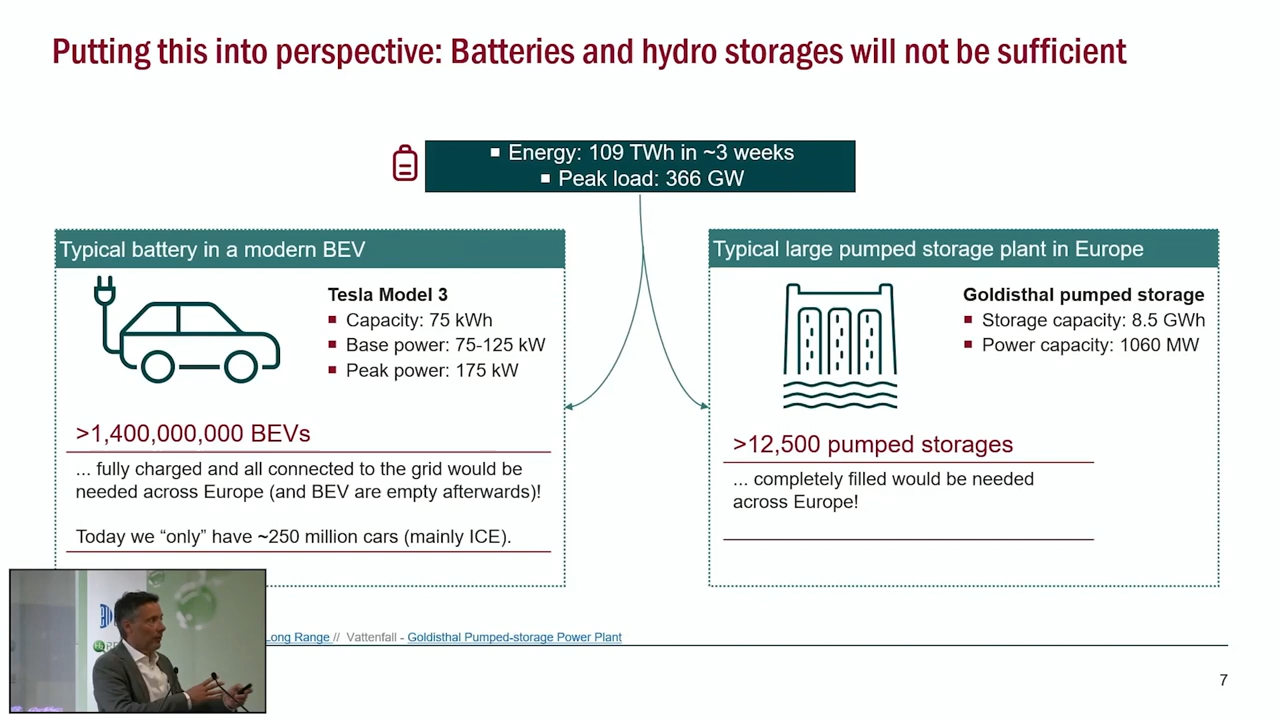 Putting this into perspective: Batteries and hydro storages will not be sufficient
▪ Energy: 109 TWh in ~3 weeks
▪ Peak load: 366 GW
Typical battery in a modern BEV
Tesla Model 3
▪ Capacity: 75 kWh
▪ Base power: 75-125 kW
▪ Peak power: 175 kW
>1,400,000,000 BEVs
... fully charged and all connected to the grid would be
needed across Europe (and BEV are empty afterwards)!
Today we “only” have ~250 million cars (mainly ICE).
Typical large pumped storage plant in Europe
Goldisthal pumped storage
▪ Storage capacity: 8.5 GWh
▪ Power capacity: 1060 MW
>12,500 pumped storages
... completely filled would be needed
across Europe!
Long Range // Vattenfall - Goldisthal Pumped-storage Power Plant
7